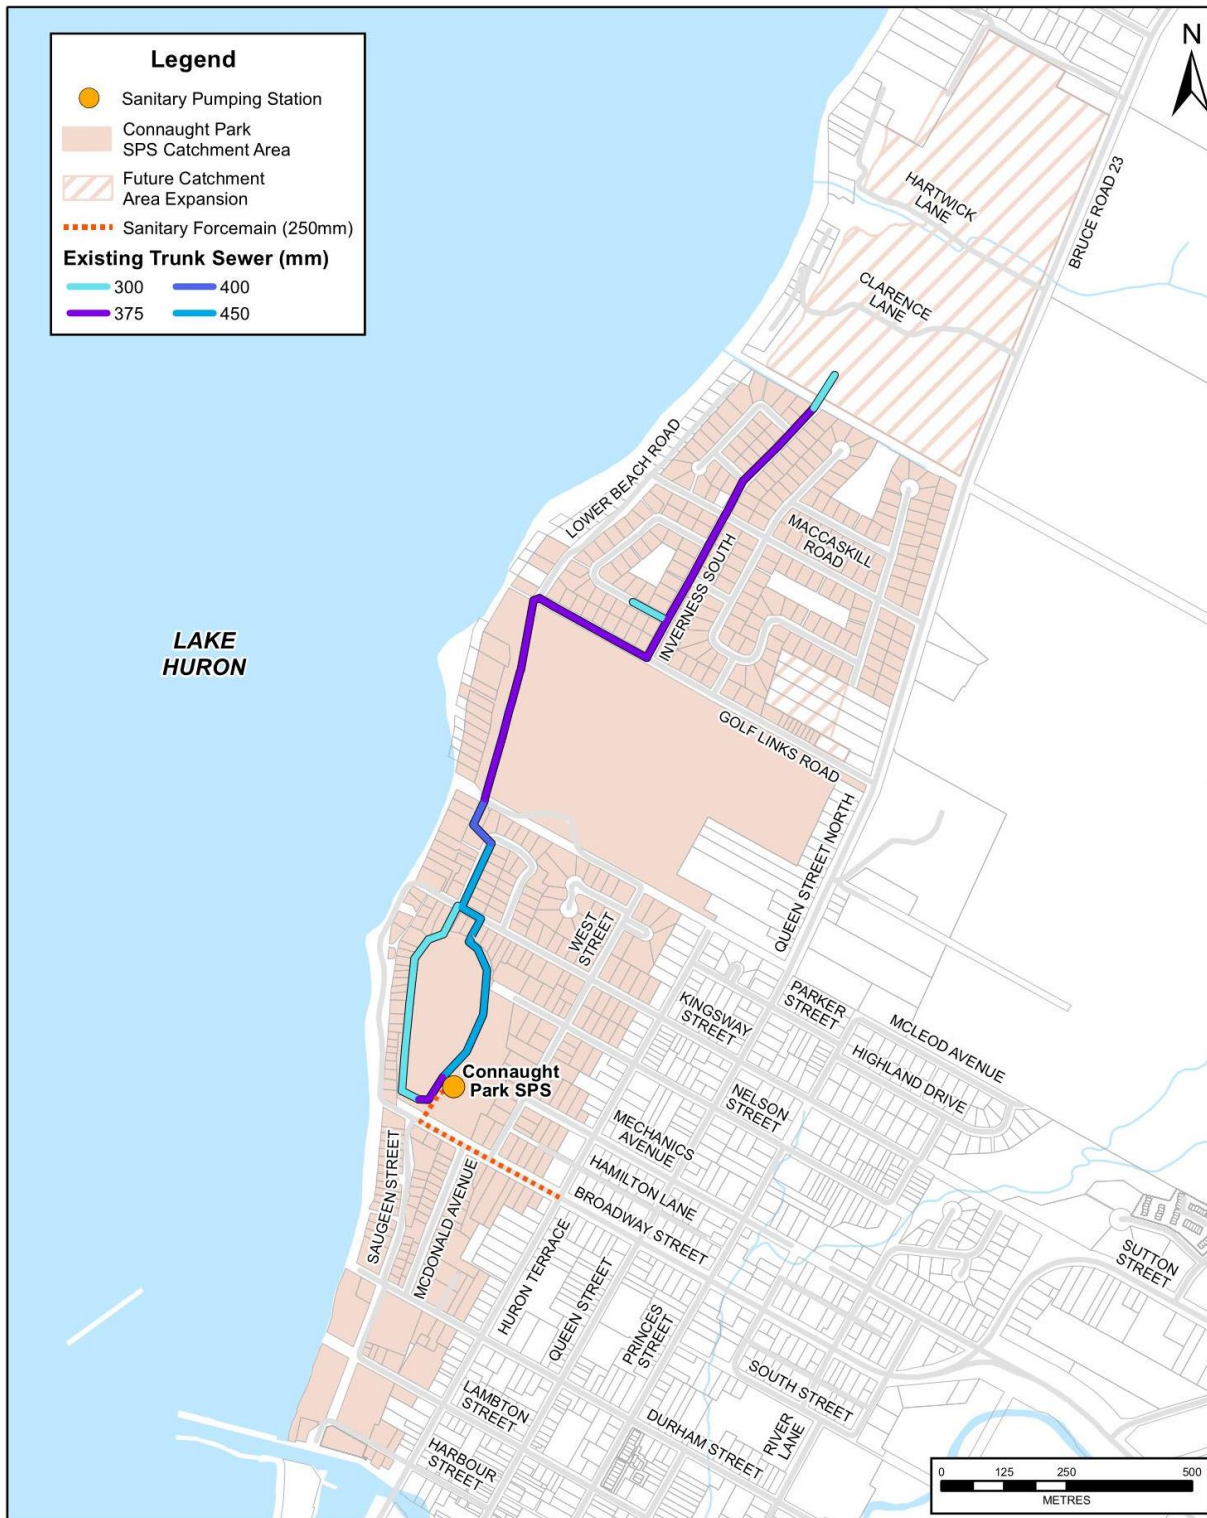 Legend
Sanitary Pumping Station
Connaught Park
SPS Catchment Area
Future Catchment
Area Expansion
Sanitary Forcemain (250mm)
Existing Trunk Sewer (mm)
300
400
375
450
N
HARTWICK
LANE
BRUCE ROAD 23
CLARENCE
LANE
LOWER BEACH ROAD
MACCASKILL
ROAD
INVERNESS SOUTH
LAKE
HURON
GOLF LINKS ROAD
QUEEN STREET NORTH
WEST
STREET
KINGSWAY
STREET
PARKER
STREET
MCLEOD AVENUE
HIGHLAND DRIVE
Connaught
Park SPS
NELSON
STREET
MECHANICS
AVENUE
HAMILTON LANE
BROADWAY STREET
SAUGEEN STREET
MCDONALD AVENUE
HURON TERRACE
QUEEN STREET
PRINCES
STREET
SUTTON
STREET
SOUTH STREET
LAMBTON
STREET
DURHAM STREET
RIVER
LANE
HARBOUR
STREET
0
125
250
500
METRES